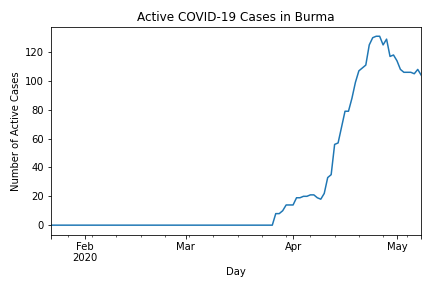 Active COVID-19 Cases in Burma
Number of Active Cases
120
100
80
60
40
20
0
Feb Mar Apr May
2020
Day